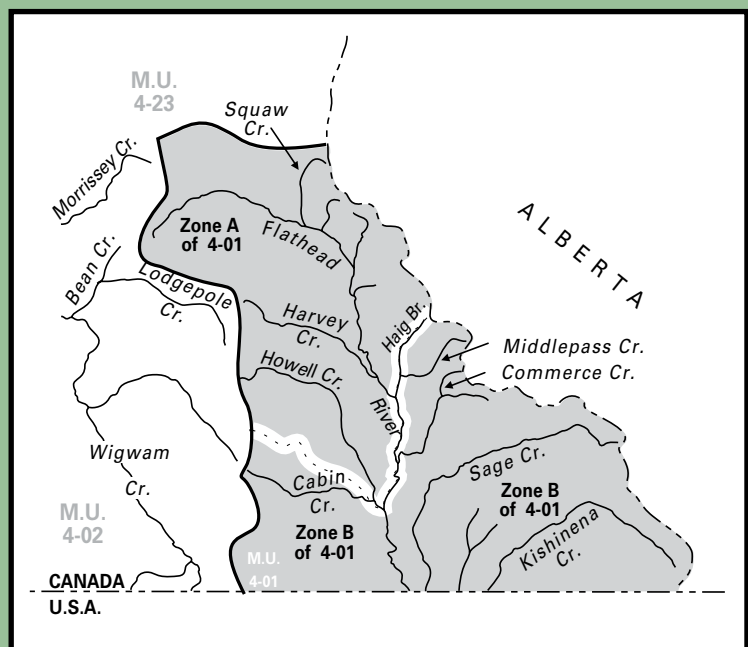 M.U.
4-23
Squaw
Cr.
Morrissey Cr.
Zone A
of 4-01
Flathead
ALBERTA
Bean Cr.
Lodgepole
Cr.
Harvey
Cr.
Haig Br.
Middlepass Cr.
Commerce Cr.
Howell Cr.
River
Wigwam
Cr.
Sage Cr.
Cabin
Cr.
Zone B
of 4-01
M.U.
4-02
Zone B
of 4-01
Kishinena
Cr.
M.U.
4-01
CANADA
U.S.A.